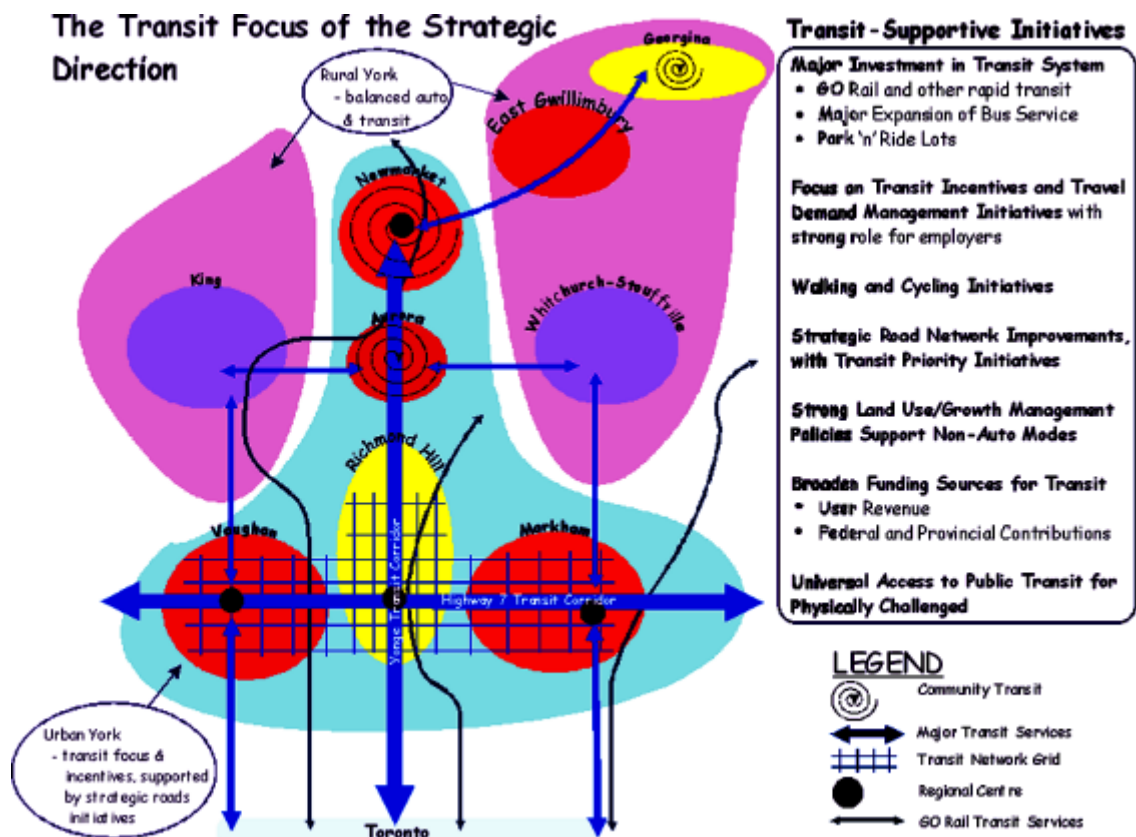 The Transit Focus of the Strategic
Direction
Rural York
- balanced auto
& transit
Georgina
East Gwillimbury
Newmarket
King
Aurora
Whitchurch-Stouffville
Richmond Hill
Vaughan
Markham
Yonge Transit Corridor
Highway 7 Transit Corridor
Urban York
- transit focus &
incentives, supported
by strategic roads
initiatives
Toronto
Transit-Supportive Initiatives
Major Investment in Transit System
• GO Rail and other rapid transit
• Major Expansion of Bus Service
• Park 'n' Ride Lots
Focus on Transit Incentives and Travel
Demand Management Initiatives with
strong role for employers
Walking and Cycling Initiatives
Strategic Road Network Improvements,
with Transit Priority Initiatives
Strong Land Use/Growth Management
Policies Support Non-Auto Modes
Broaden Funding Sources for Transit
• User Revenue
• Federal and Provincial Contributions
Universal Access to Public Transit for
Physically Challenged
LEGEND
Community Transit
Major Transit Services
Transit Network Grid
Regional Centre
GO Rail Transit Services